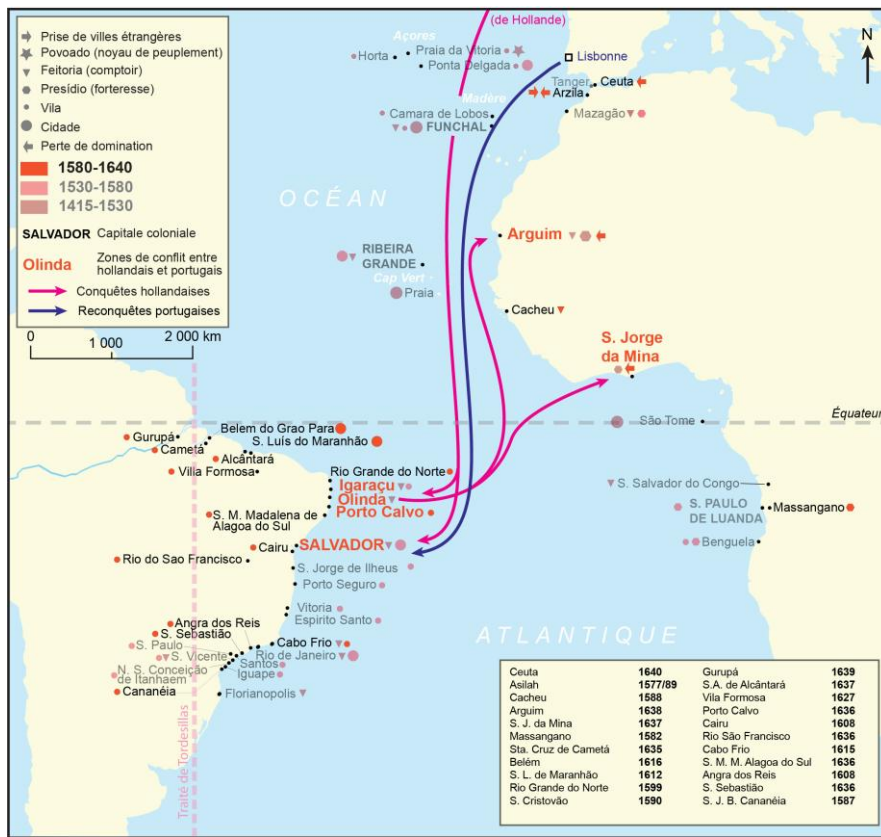 Prise de villes étrangères
Povoado (noyau de peuplement)
Feitoria (comptoir)
Presídio (forteresse)
Vila
Cidade
Perte de domination
1580-1640
1530-1580
1415-1530
SALVADOR Capitale coloniale
Olinda Zones de conflit entre
hollandais et portugais
Conquêtes hollandaises
Reconquêtes portugaises
0 1 000 2 000 km
(de Hollande)
N
Açores
Horta
Praia da Vitoria
Ponta Delgada
Lisbonne
Tanger
Ceuta
Arzila
Mazagão
Madère
Camara de Lobos
FUNCHAL
OCÉAN
RIBEIRA
GRANDE
Cap Vert
Praia
Arguim
Cacheu
S. Jorge
da Mina
Équateur
São Tome
Gurupá
Cametá
Belem do Grao Para
S. Luís do Maranhão
Alcântará
Villa Formosa
Rio Grande do Norte
Igaraçu
Olinda
Porto Calvo
S. M. Madalena de
Alagoa do Sul
SALVADOR
Cairu
Rio do Sao Francisco
S. Jorge de Ilheus
Porto Seguro
Vitoria
Espirito Santo
S. Salvador do Congo
S. PAULO
DE LUANDA
Massangano
Benguela
ATLANTIQUE
Angra dos Reis
S. Sebastião
S. Paulo
S. Vicente
N. S. Conceição
de Itanhaem
Cananéia
Cabo Frio
Rio de Janeiro
Santos
Iguape
Florianopolis
Traité de Tordesillas
Ceuta 1640 Gurupá 1639
Asilah 1577/89 S.A. de Alcântará 1637
Cacheu 1588 Vila Formosa 1627
Arguim 1638 Porto Calvo 1636
S. J. da Mina 1637 Cairu 1608
Massangano 1582 Rio São Francisco 1636
Sta. Cruz de Cametá 1635 Cabo Frio 1615
Belém 1616 S. M. M. Alagoa do Sul 1636
S. L. de Maranhão 1612 Angra dos Reis 1608
Rio Grande do Norte 1599 S. Sebastião 1636
S. Cristovão 1590 S. J. B. Cananéia 1587